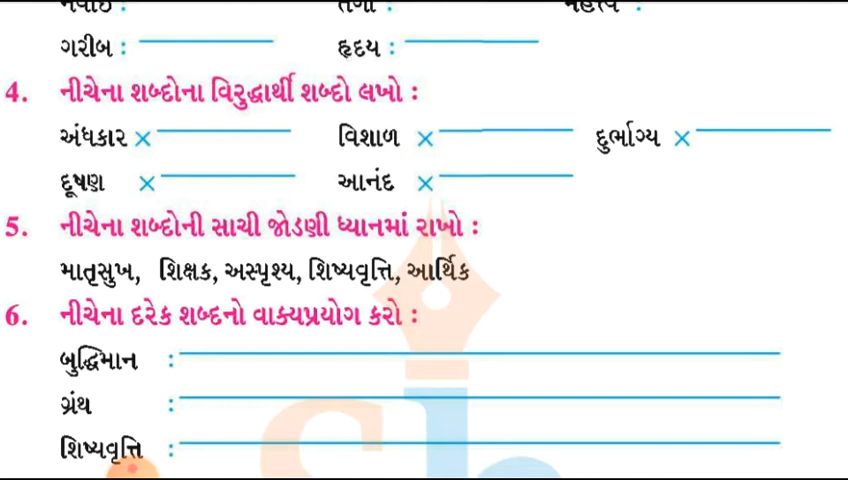 ગરીબ : હૃદય :
4. નીચેના શબ્દોના વિરુદ્ધાર્થી શબ્દો લખો :
અંધકાર × વિશાળ × દુર્ભાગ્ય ×
દૂષણ × આનંદ ×
5. નીચેના શબ્દોની સાચી જોડણી ધ્યાનમાં રાખો :
માતૃસુખ, શિક્ષક, અસ્પૃશ્ય, શિષ્યવૃત્તિ, આર્થિક
6. નીચેના દરેક શબ્દનો વાક્યપ્રયોગ કરો :
બુદ્ધિમાન :
ગ્રંથ :
શિષ્યવૃત્તિ :